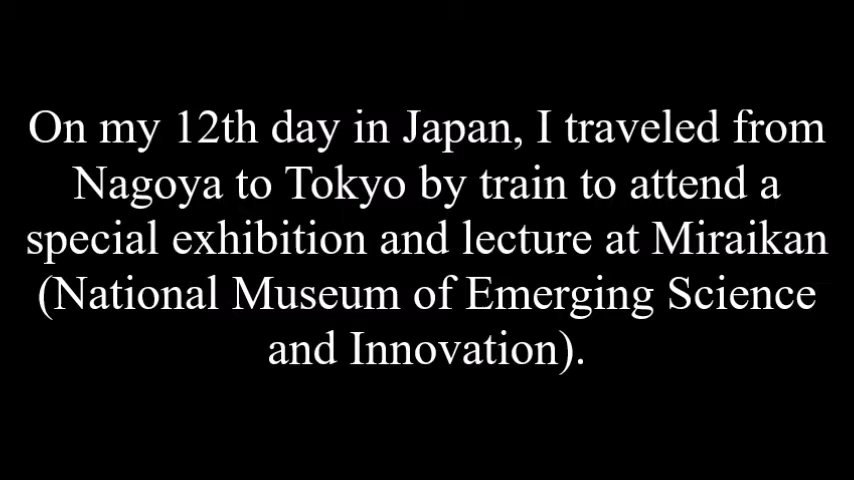 On my 12th day in Japan, I traveled from
Nagoya to Tokyo by train to attend a
special exhibition and lecture at Miraikan
(National Museum of Emerging Science
and Innovation).